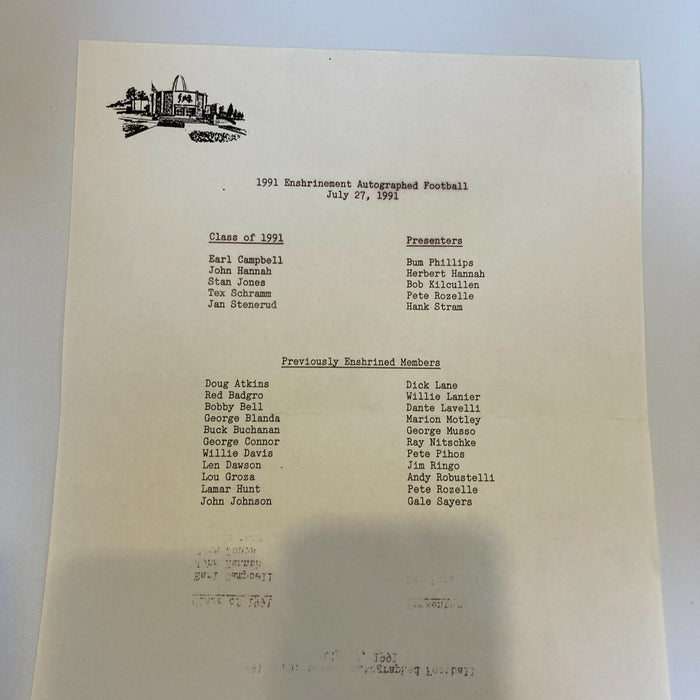 1991 Enshrinement Autographed Football
July 27, 1991
Class of 1991
Earl Campbell
John Hannah
Stan Jones
Tex Schramm
Jan Stenerud
Presenters
Bum Phillips
Herbert Hannah
Bob Kilcullen
Pete Rozelle
Hank Stram
Previously Enshrined Members
Doug Atkins
Red Badgro
Bobby Bell
George Blanda
Buck Buchanan
George Connor
Willie Davis
Len Dawson
Lou Groza
Lamar Hunt
John Johnson
Dick Lane
Willie Lanier
Dante Lavelli
Marion Motley
George Musso
Ray Nitschke
Pete Pihos
Jim Ringo
Andy Robustelli
Pete Rozelle
Gale Sayers